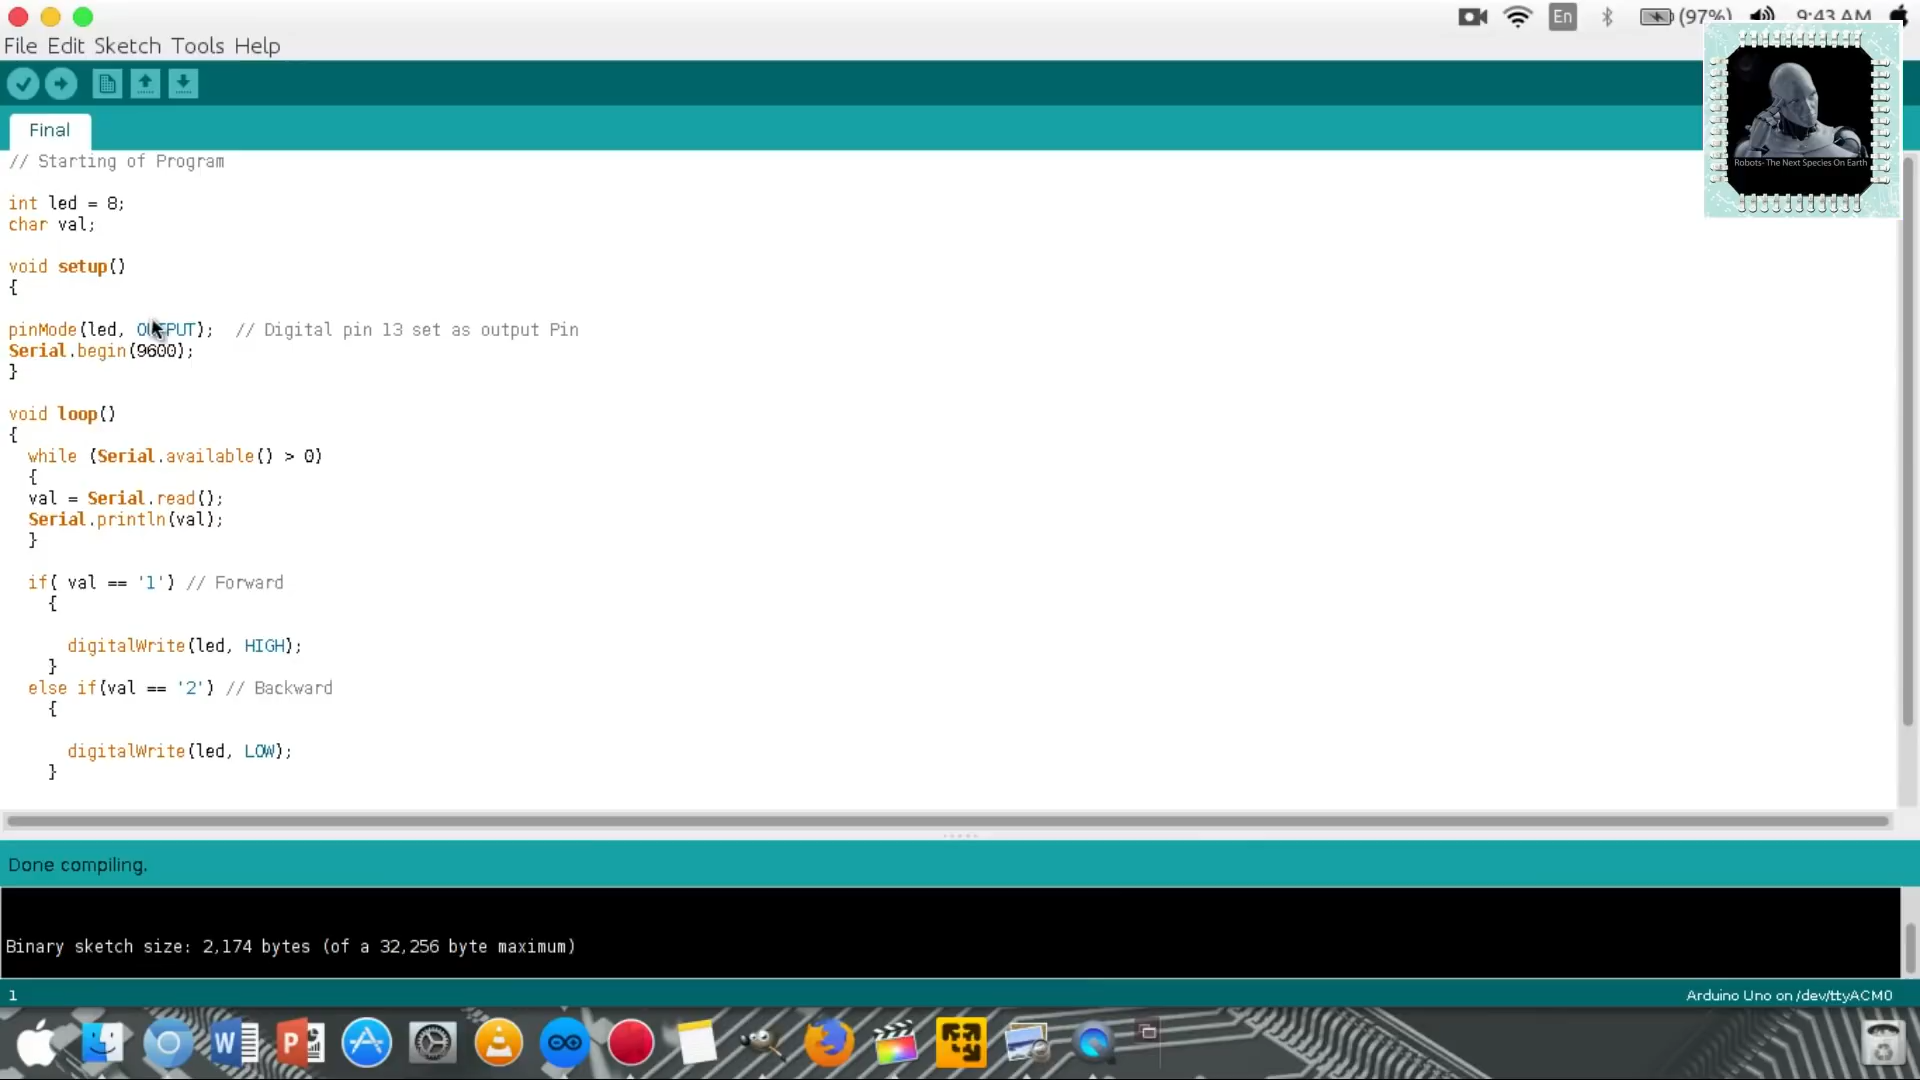 En (97%) 9:43 AM
File Edit Sketch Tools Help
Robots- The Next Species On Earth
Final
// Starting of Program
int led = 8;
char val;
void setup()
{
pinMode(led, OUTPUT);  // Digital pin 13 set as output Pin
Serial.begin(9600);
}
void loop()
{
while (Serial.available() > 0)
{
val = Serial.read();
Serial.println(val);
}
if( val == '1') // Forward
{
digitalWrite(led, HIGH);
}
else if(val == '2') // Backward
{
digitalWrite(led, LOW);
}
Done compiling.
Binary sketch size: 2,174 bytes (of a 32,256 byte maximum)
1 Arduino Uno on /dev/ttyACM0
W P